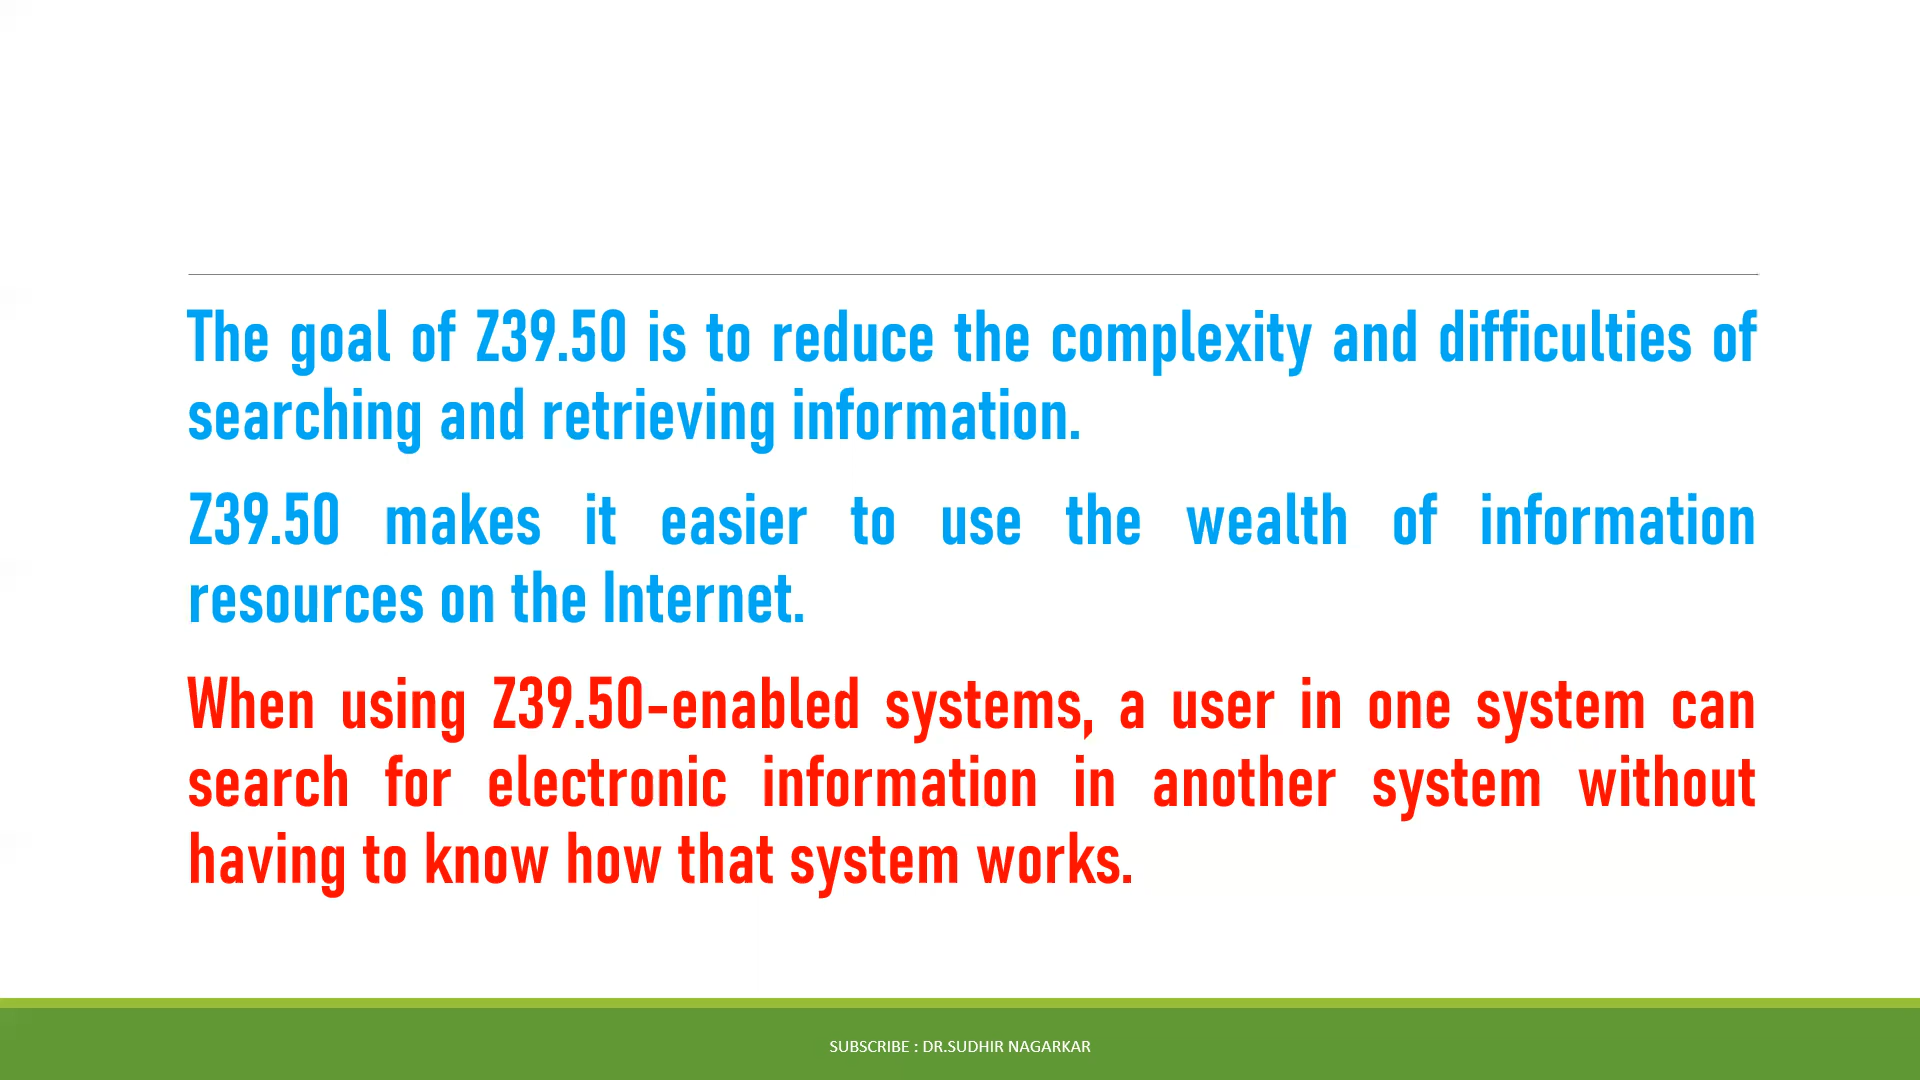 The goal of Z39.50 is to reduce the complexity and difficulties of
searching and retrieving information.
Z39.50 makes it easier to use the wealth of information
resources on the Internet.
When using Z39.50-enabled systems, a user in one system can
search for electronic information in another system without
having to know how that system works.
SUBSCRIBE : DR.SUDHIR NAGARKAR